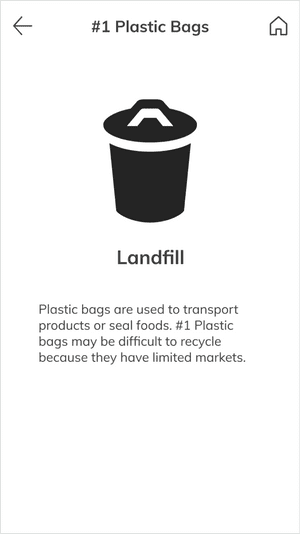 #1 Plastic Bags
Landfill
Plastic bags are used to transport
products or seal foods. #1 Plastic
bags may be difficult to recycle
because they have limited markets.